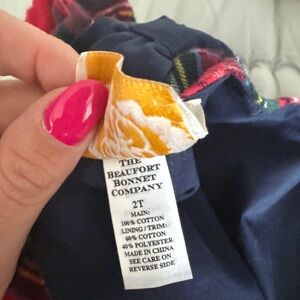 THE
BEAUFORT
BONNET
COMPANY
2T
MAIN:
100% COTTON
LINING/TRIM:
60% COTTON
40% POLYESTER
MADE IN CHINA
SEE CARE ON
REVERSE SIDE